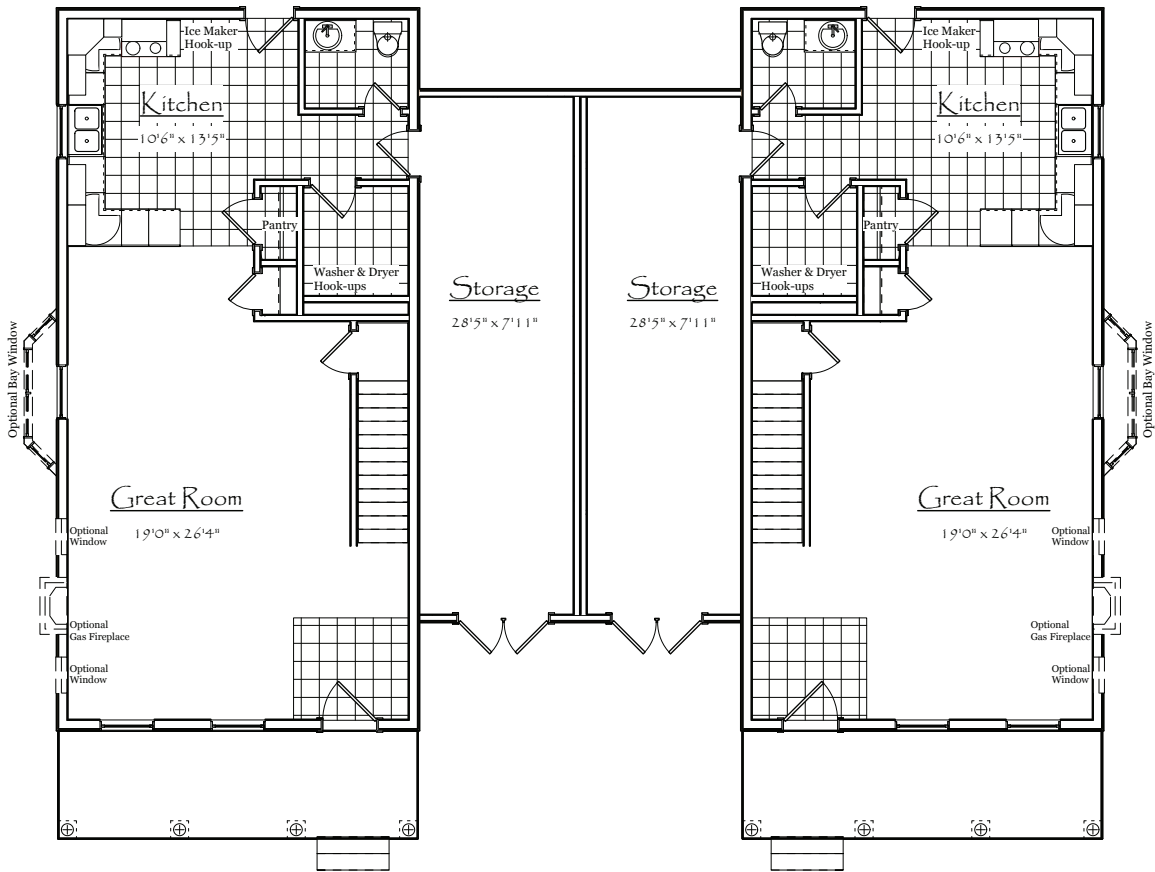 Ice Maker
Hook-up
Kitchen
10'6" x 13'5"
Pantry
Washer & Dryer
Hook-ups
Storage
28'5" x 7'11"
Optional Bay Window
Great Room
19'0" x 26'4"
Optional
Window
Optional
Gas Fireplace
Optional
Window
Ice Maker
Hook-up
Kitchen
10'6" x 13'5"
Pantry
Washer & Dryer
Hook-ups
Storage
28'5" x 7'11"
Optional Bay Window
Great Room
19'0" x 26'4"
Optional
Window
Optional
Gas Fireplace
Optional
Window